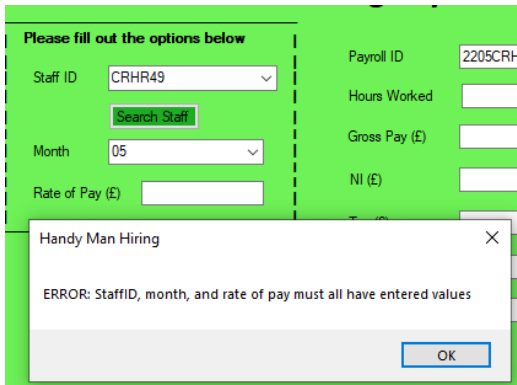 Please fill out the options below
Staff ID
CRHR49
Search Staff
Month
05
Rate of Pay (£)
Payroll ID
2205CRH
Hours Worked
Gross Pay (£)
NI (£)
Handy Man Hiring
ERROR: StaffID, month, and rate of pay must all have entered values
OK